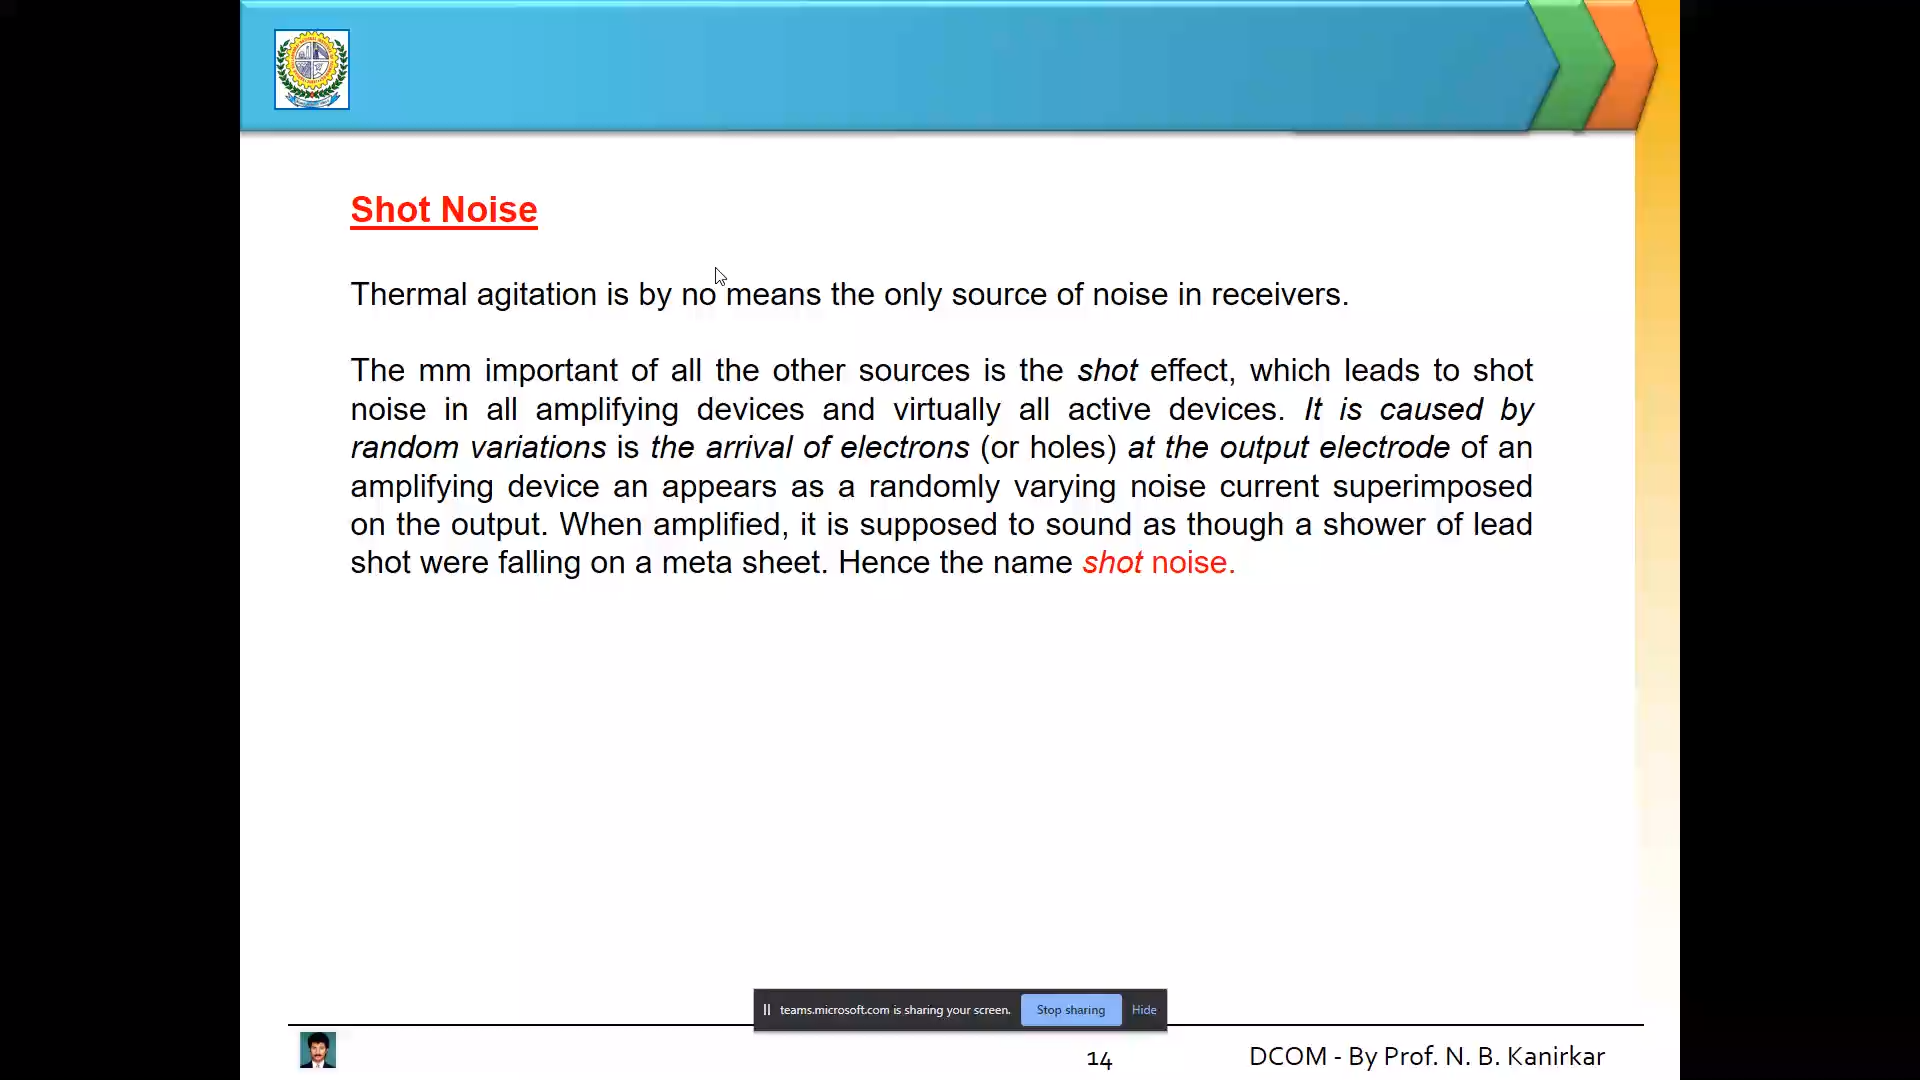 Shot Noise
Thermal agitation is by no means the only source of noise in receivers.
The mm important of all the other sources is the shot effect, which leads to shot
noise in all amplifying devices and virtually all active devices. It is caused by
random variations is the arrival of electrons (or holes) at the output electrode of an
amplifying device an appears as a randomly varying noise current superimposed
on the output. When amplified, it is supposed to sound as though a shower of lead
shot were falling on a meta sheet. Hence the name shot noise.
teams.microsoft.com is sharing your screen. Stop sharing Hide
14 DCOM - By Prof. N. B. Kanirkar